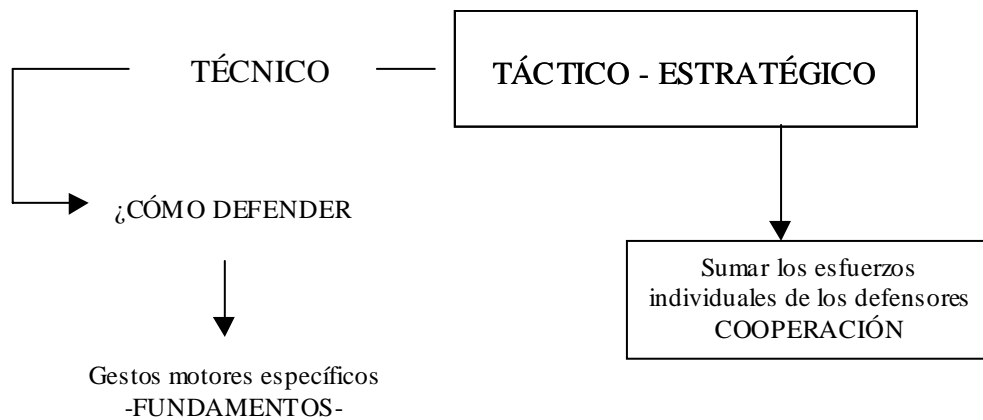 TÉCNICO
TÁCTICO - ESTRATÉGICO
¿CÓMO DEFENDER
Sumar los esfuerzos
individuales de los defensores
COOPERACIÓN
Gestos motores específicos
-FUNDAMENTOS-